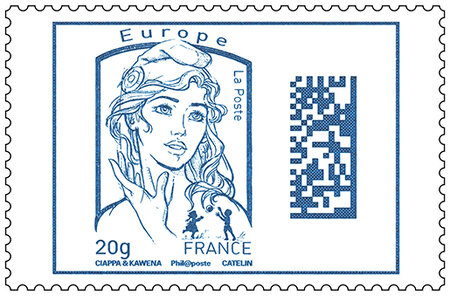 Europe
La Poste
20g FRANCE
CIAPPA & KAWENA Phil@poste CATELIN